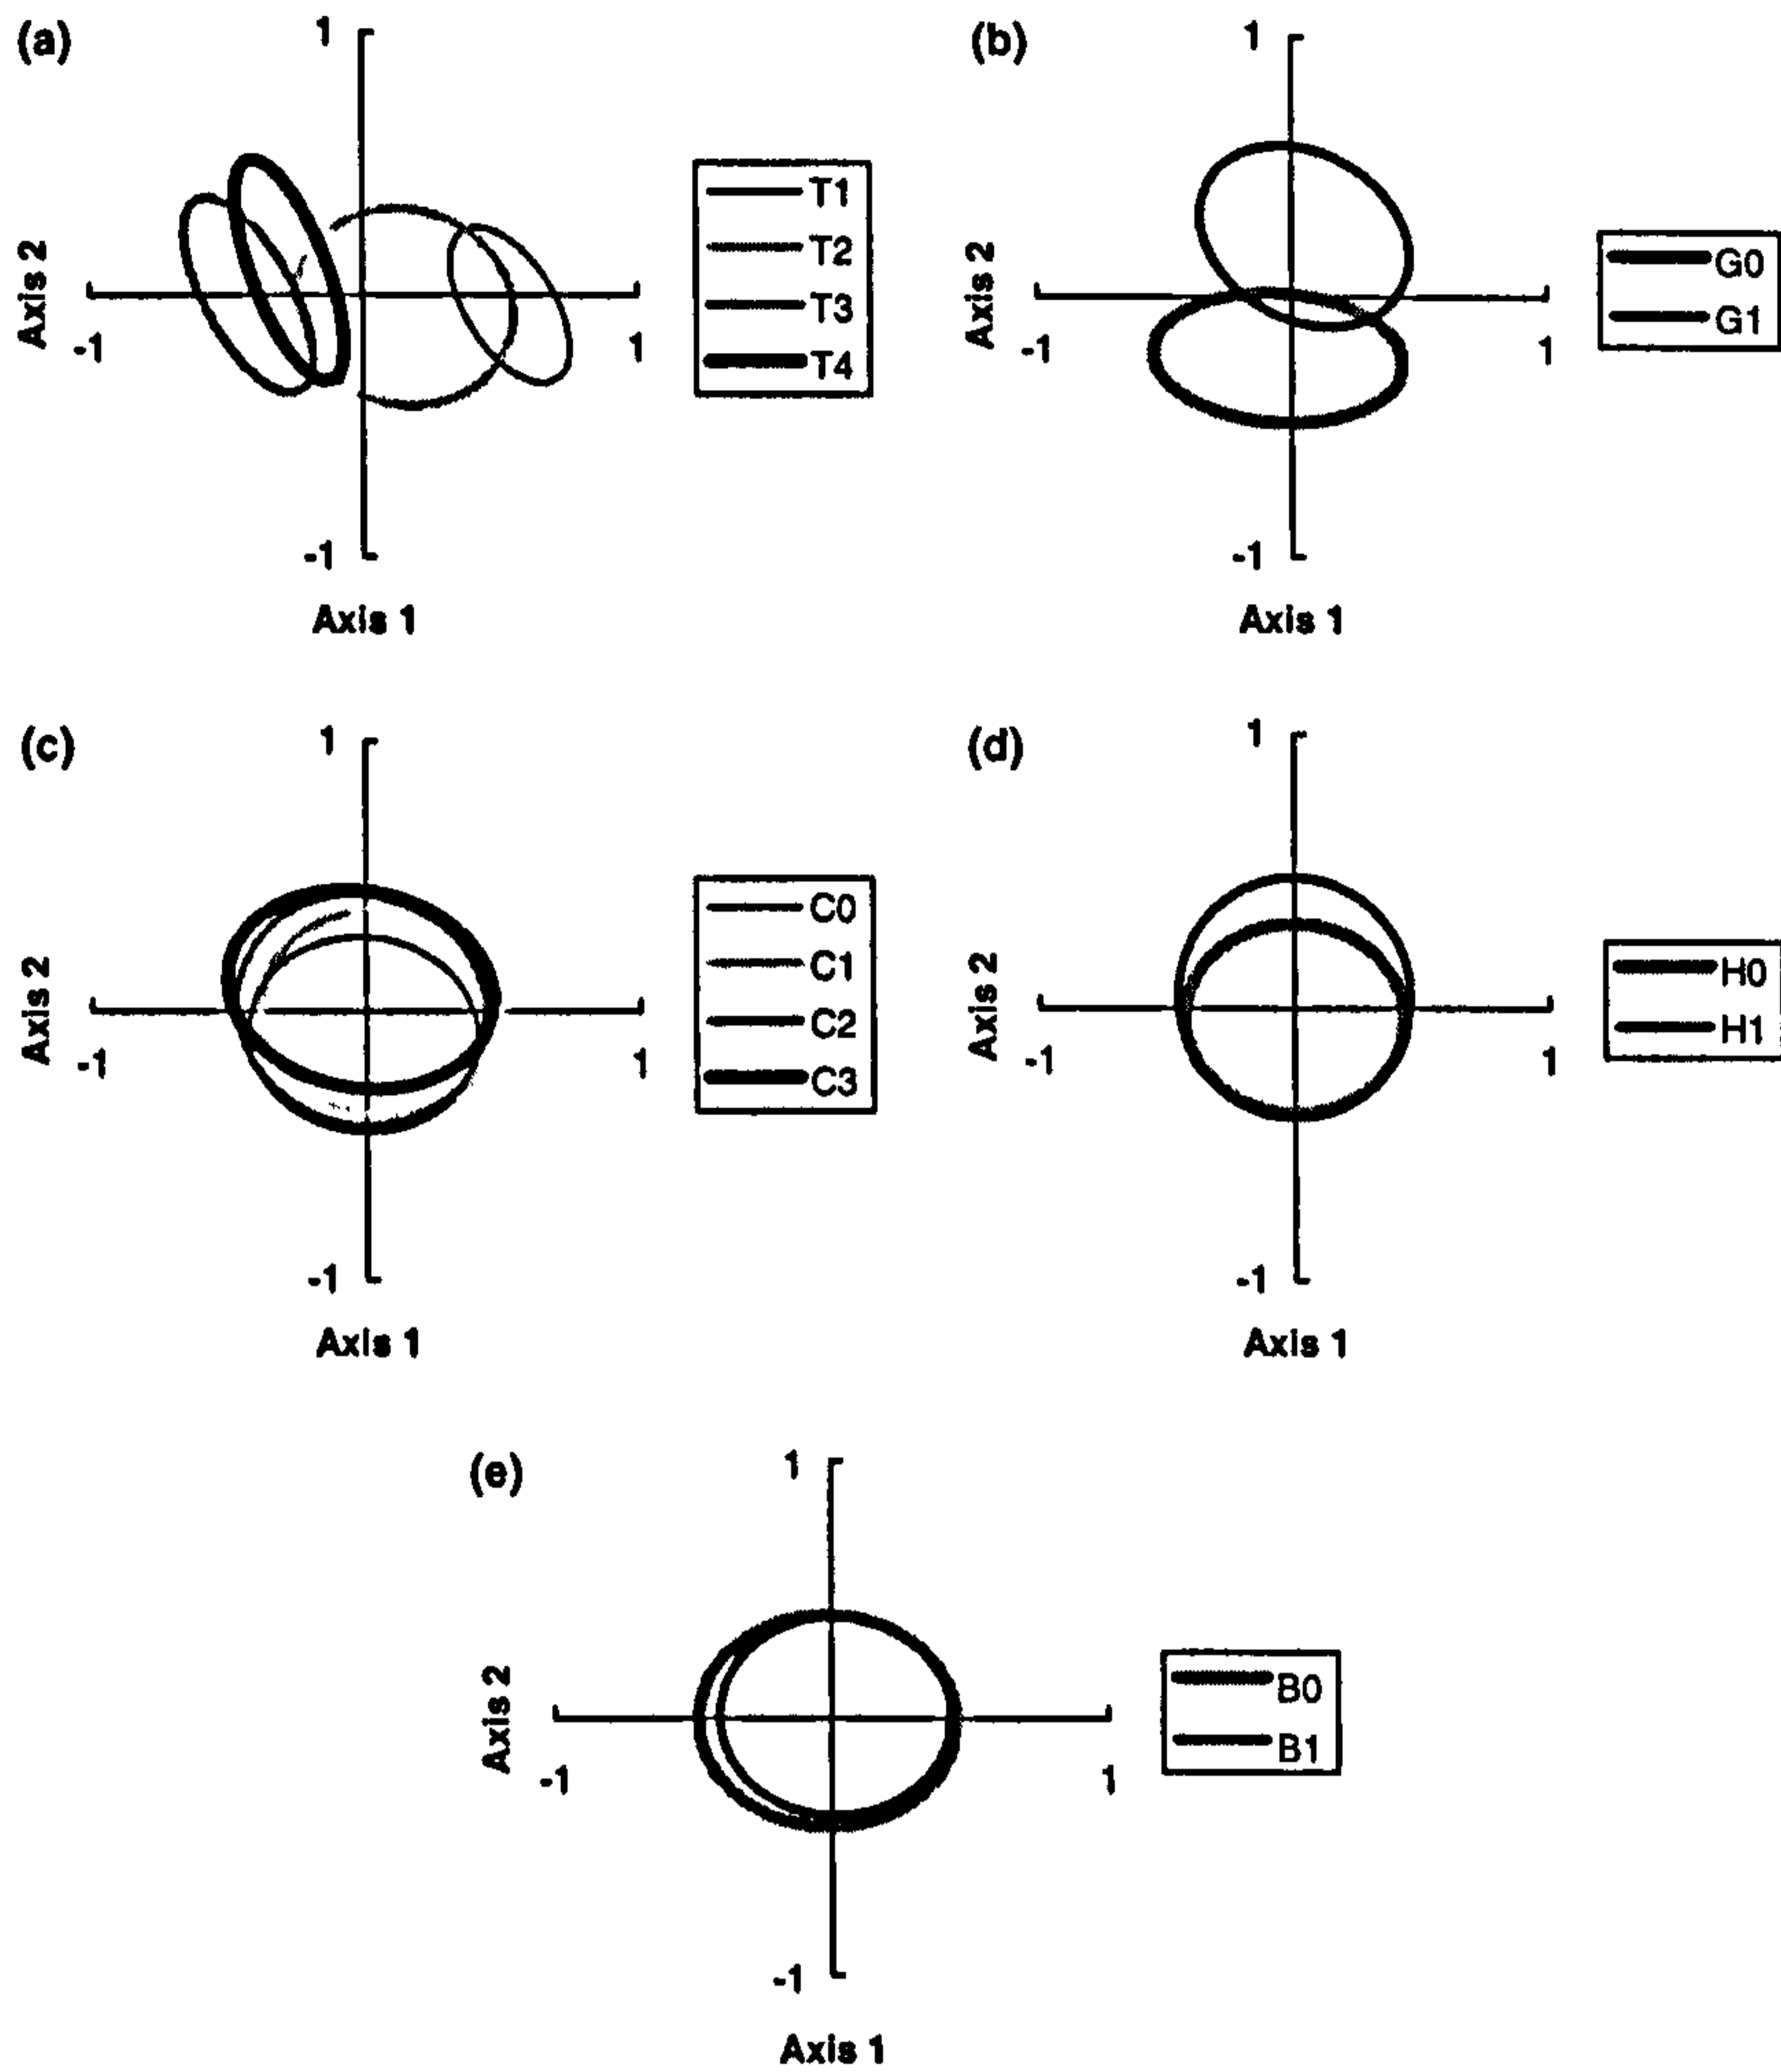 (a)
1
Axis 2
-1
1
-1
Axis 1
T1
T2
T3
T4
(b)
1
Axis 2
-1
1
-1
Axis 1
G0
G1
(c)
1
Axis 2
-1
1
-1
Axis 1
C0
C1
C2
C3
(d)
1
Axis 2
-1
1
-1
Axis 1
H0
H1
(e)
1
Axis 2
-1
1
-1
Axis 1
B0
B1